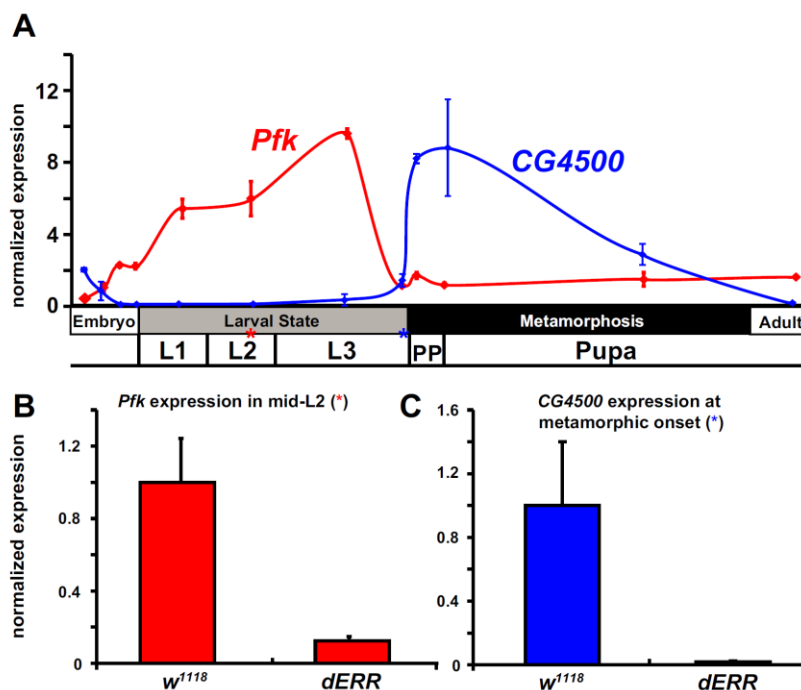 A
normalized expression
12
8
4
0
Pfk
CG4500
Embryo
Larval State
Metamorphosis
Adult
*
*
L1
L2
L3
PP
Pupa
B
Pfk expression in mid-L2 (*)
normalized expression
1.2
0.8
0.4
0
w1118
dERR
C
CG4500 expression at
metamorphic onset (*)
1.6
1.2
0.8
0.4
0
w1118
dERR